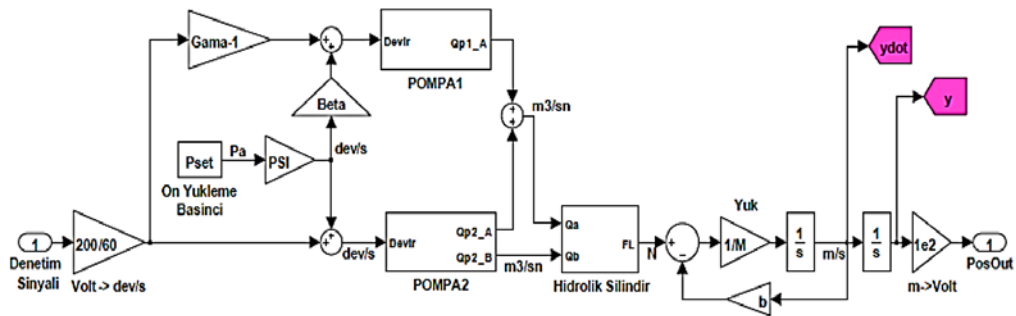 Gama-1
+
+
Devir
Qp1_A
POMPA1
ydot
y
Beta
m3/sn
+
+
Pset
Pa
PSI
dev/s
On Yukleme
Basinci
1
Denetim
Sinyali
200/60
Volt -> dev/s
+
+
dev/s
Devir
Qp2_A
Qp2_B
POMPA2
m3/sn
Qa
Qb
FL
Hidrolik Silindir
N
+
−
Yuk
1/M
1
s
m/s
1
s
1e2
m->Volt
1
PosOut
b